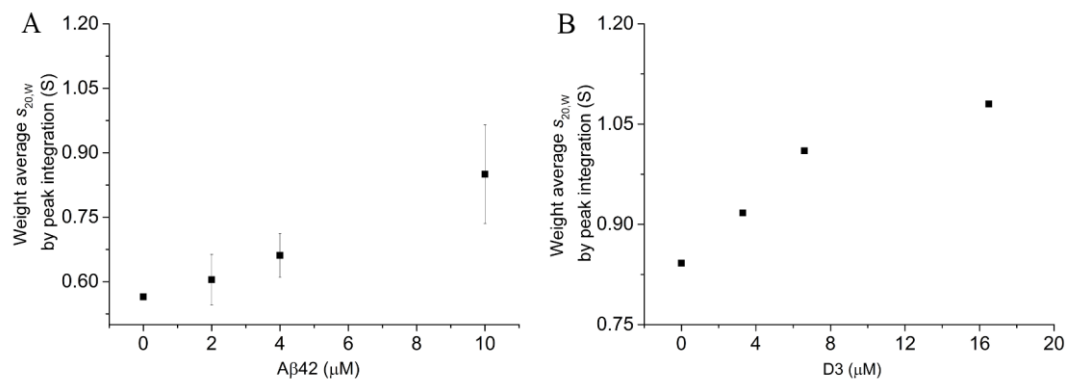 A
Weight average s20,W
by peak integration (S)
1.20
1.05
0.90
0.75
0.60
0 2 4 6 8 10
Aβ42 (μM)
B
Weight average s20,W
by peak integration (S)
1.20
1.05
0.90
0.75
0 4 8 12 16 20
D3 (μM)